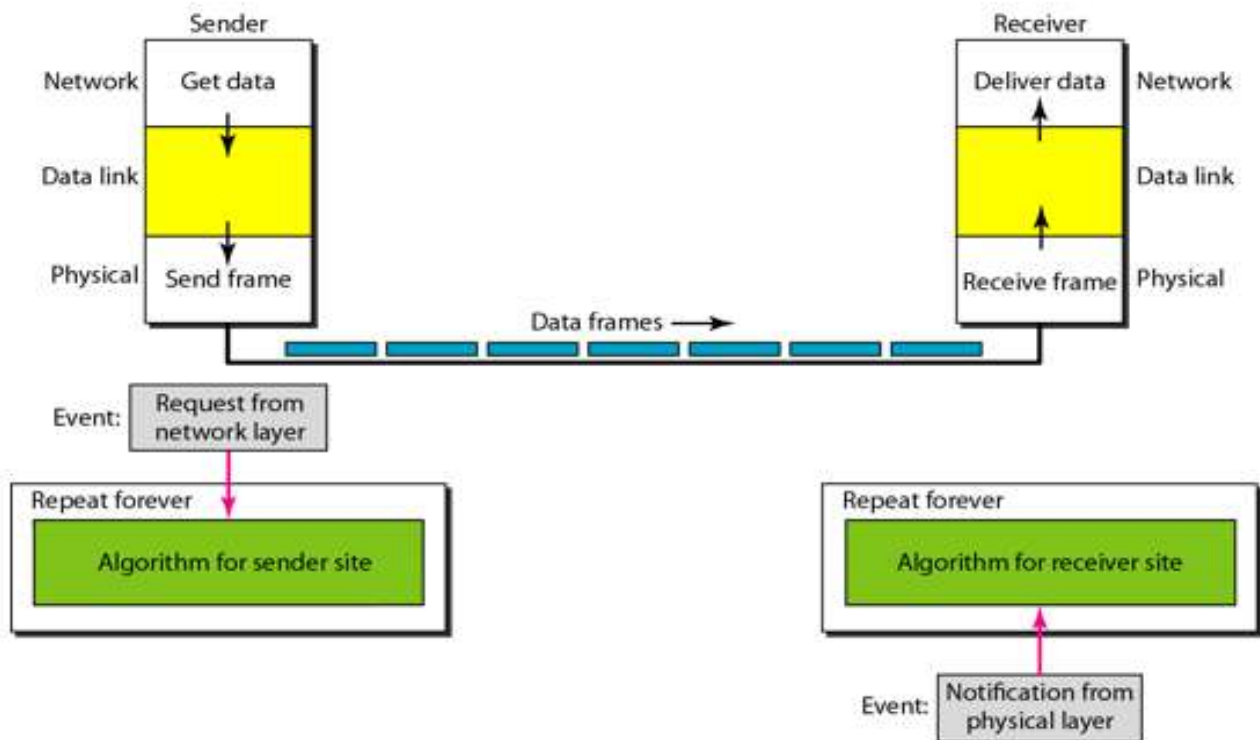 Sender
Receiver
Network
Get data
Deliver data
Network
Data link
Data link
Physical
Send frame
Receive frame
Physical
Data frames
Event:
Request from
network layer
Repeat forever
Algorithm for sender site
Repeat forever
Algorithm for receiver site
Event:
Notification from
physical layer